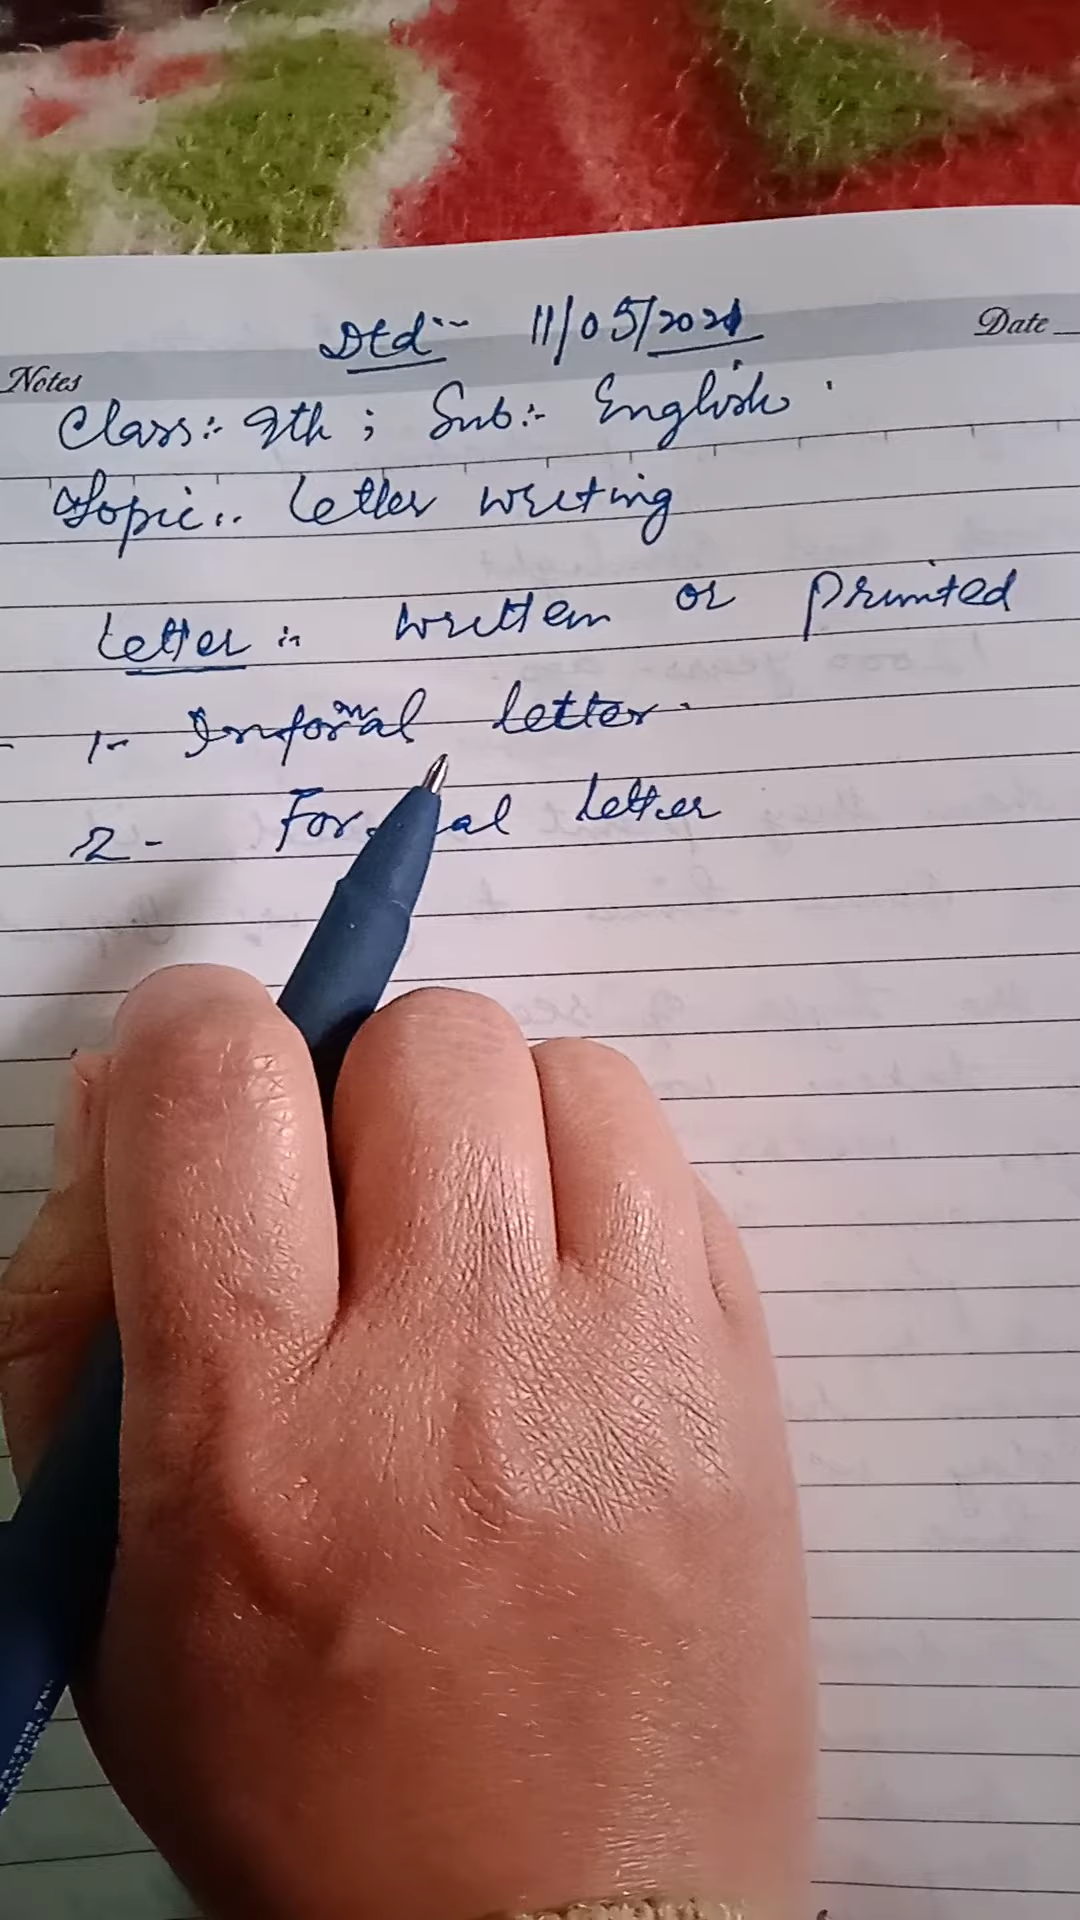 Dtd:- 11/05/2021
Date
Notes
Class:- 9th ; Sub:- English
Topic:. Letter writing
Letter :. written or printed
1- Informal letter.
2- Formal letter